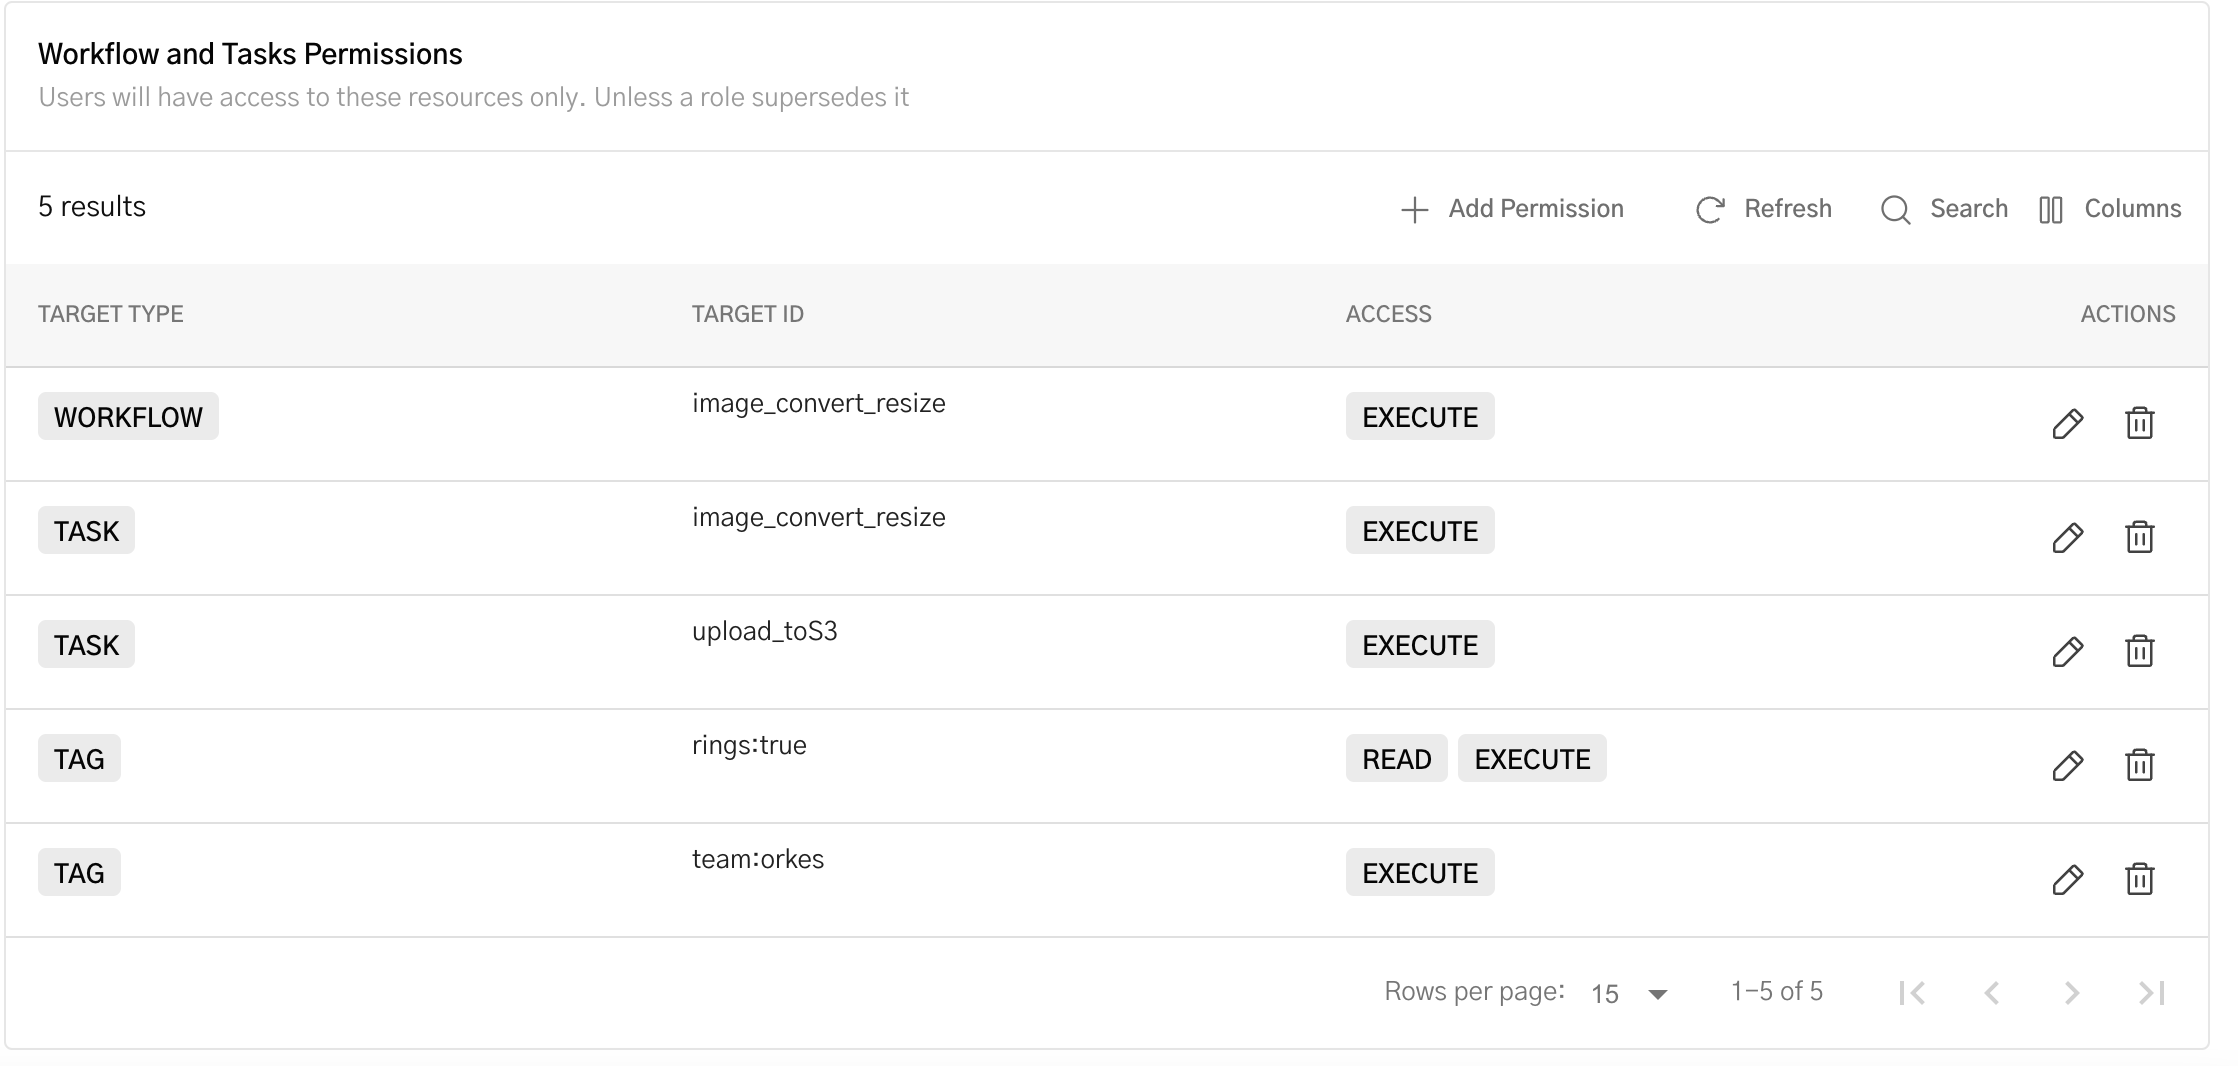 Workflow and Tasks Permissions
Users will have access to these resources only. Unless a role supersedes it
5 results Add Permission Refresh Search Columns
TARGET TYPE TARGET ID ACCESS ACTIONS
WORKFLOW image_convert_resize EXECUTE
TASK image_convert_resize EXECUTE
TASK upload_toS3 EXECUTE
TAG rings:true READ EXECUTE
TAG team:orkes EXECUTE
Rows per page: 15 1–5 of 5